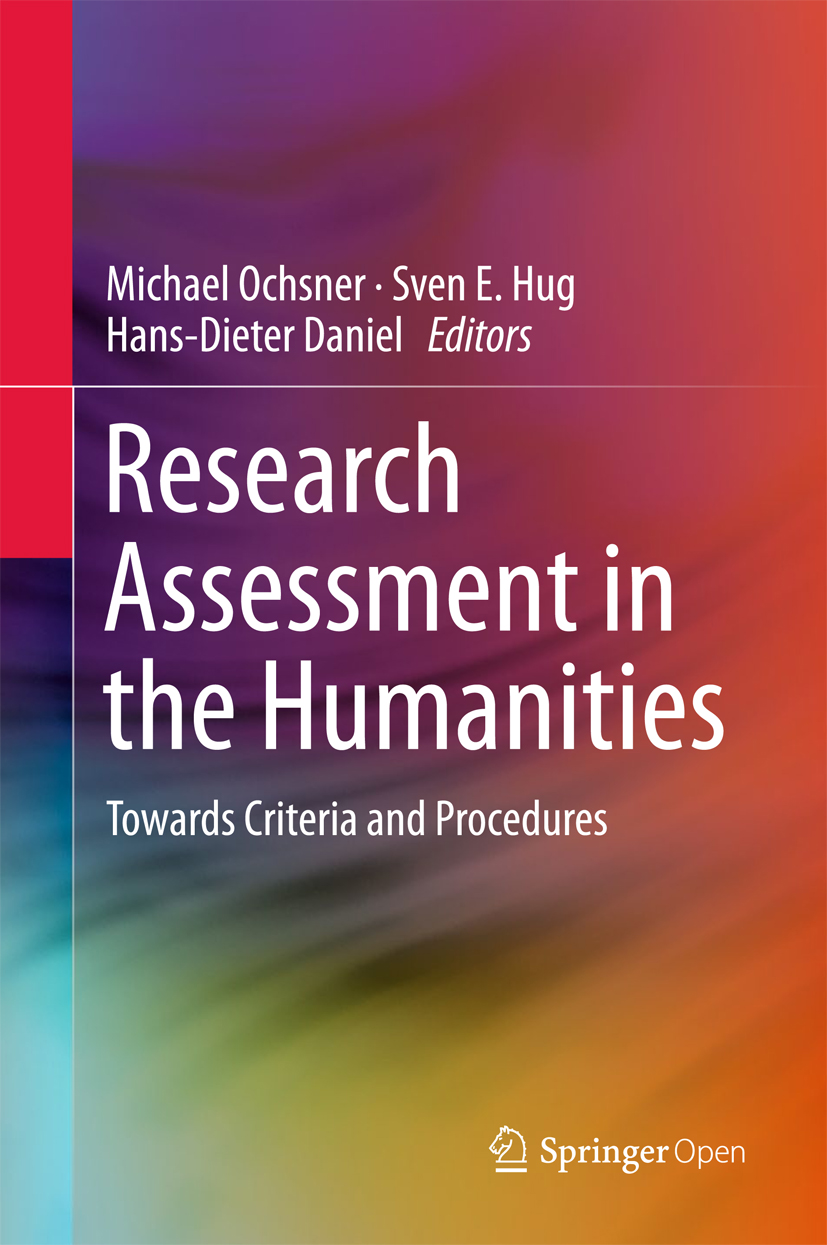 Michael Ochsner · Sven E. Hug
Hans-Dieter Daniel Editors
Research
Assessment in
the Humanities
Towards Criteria and Procedures
Springer Open